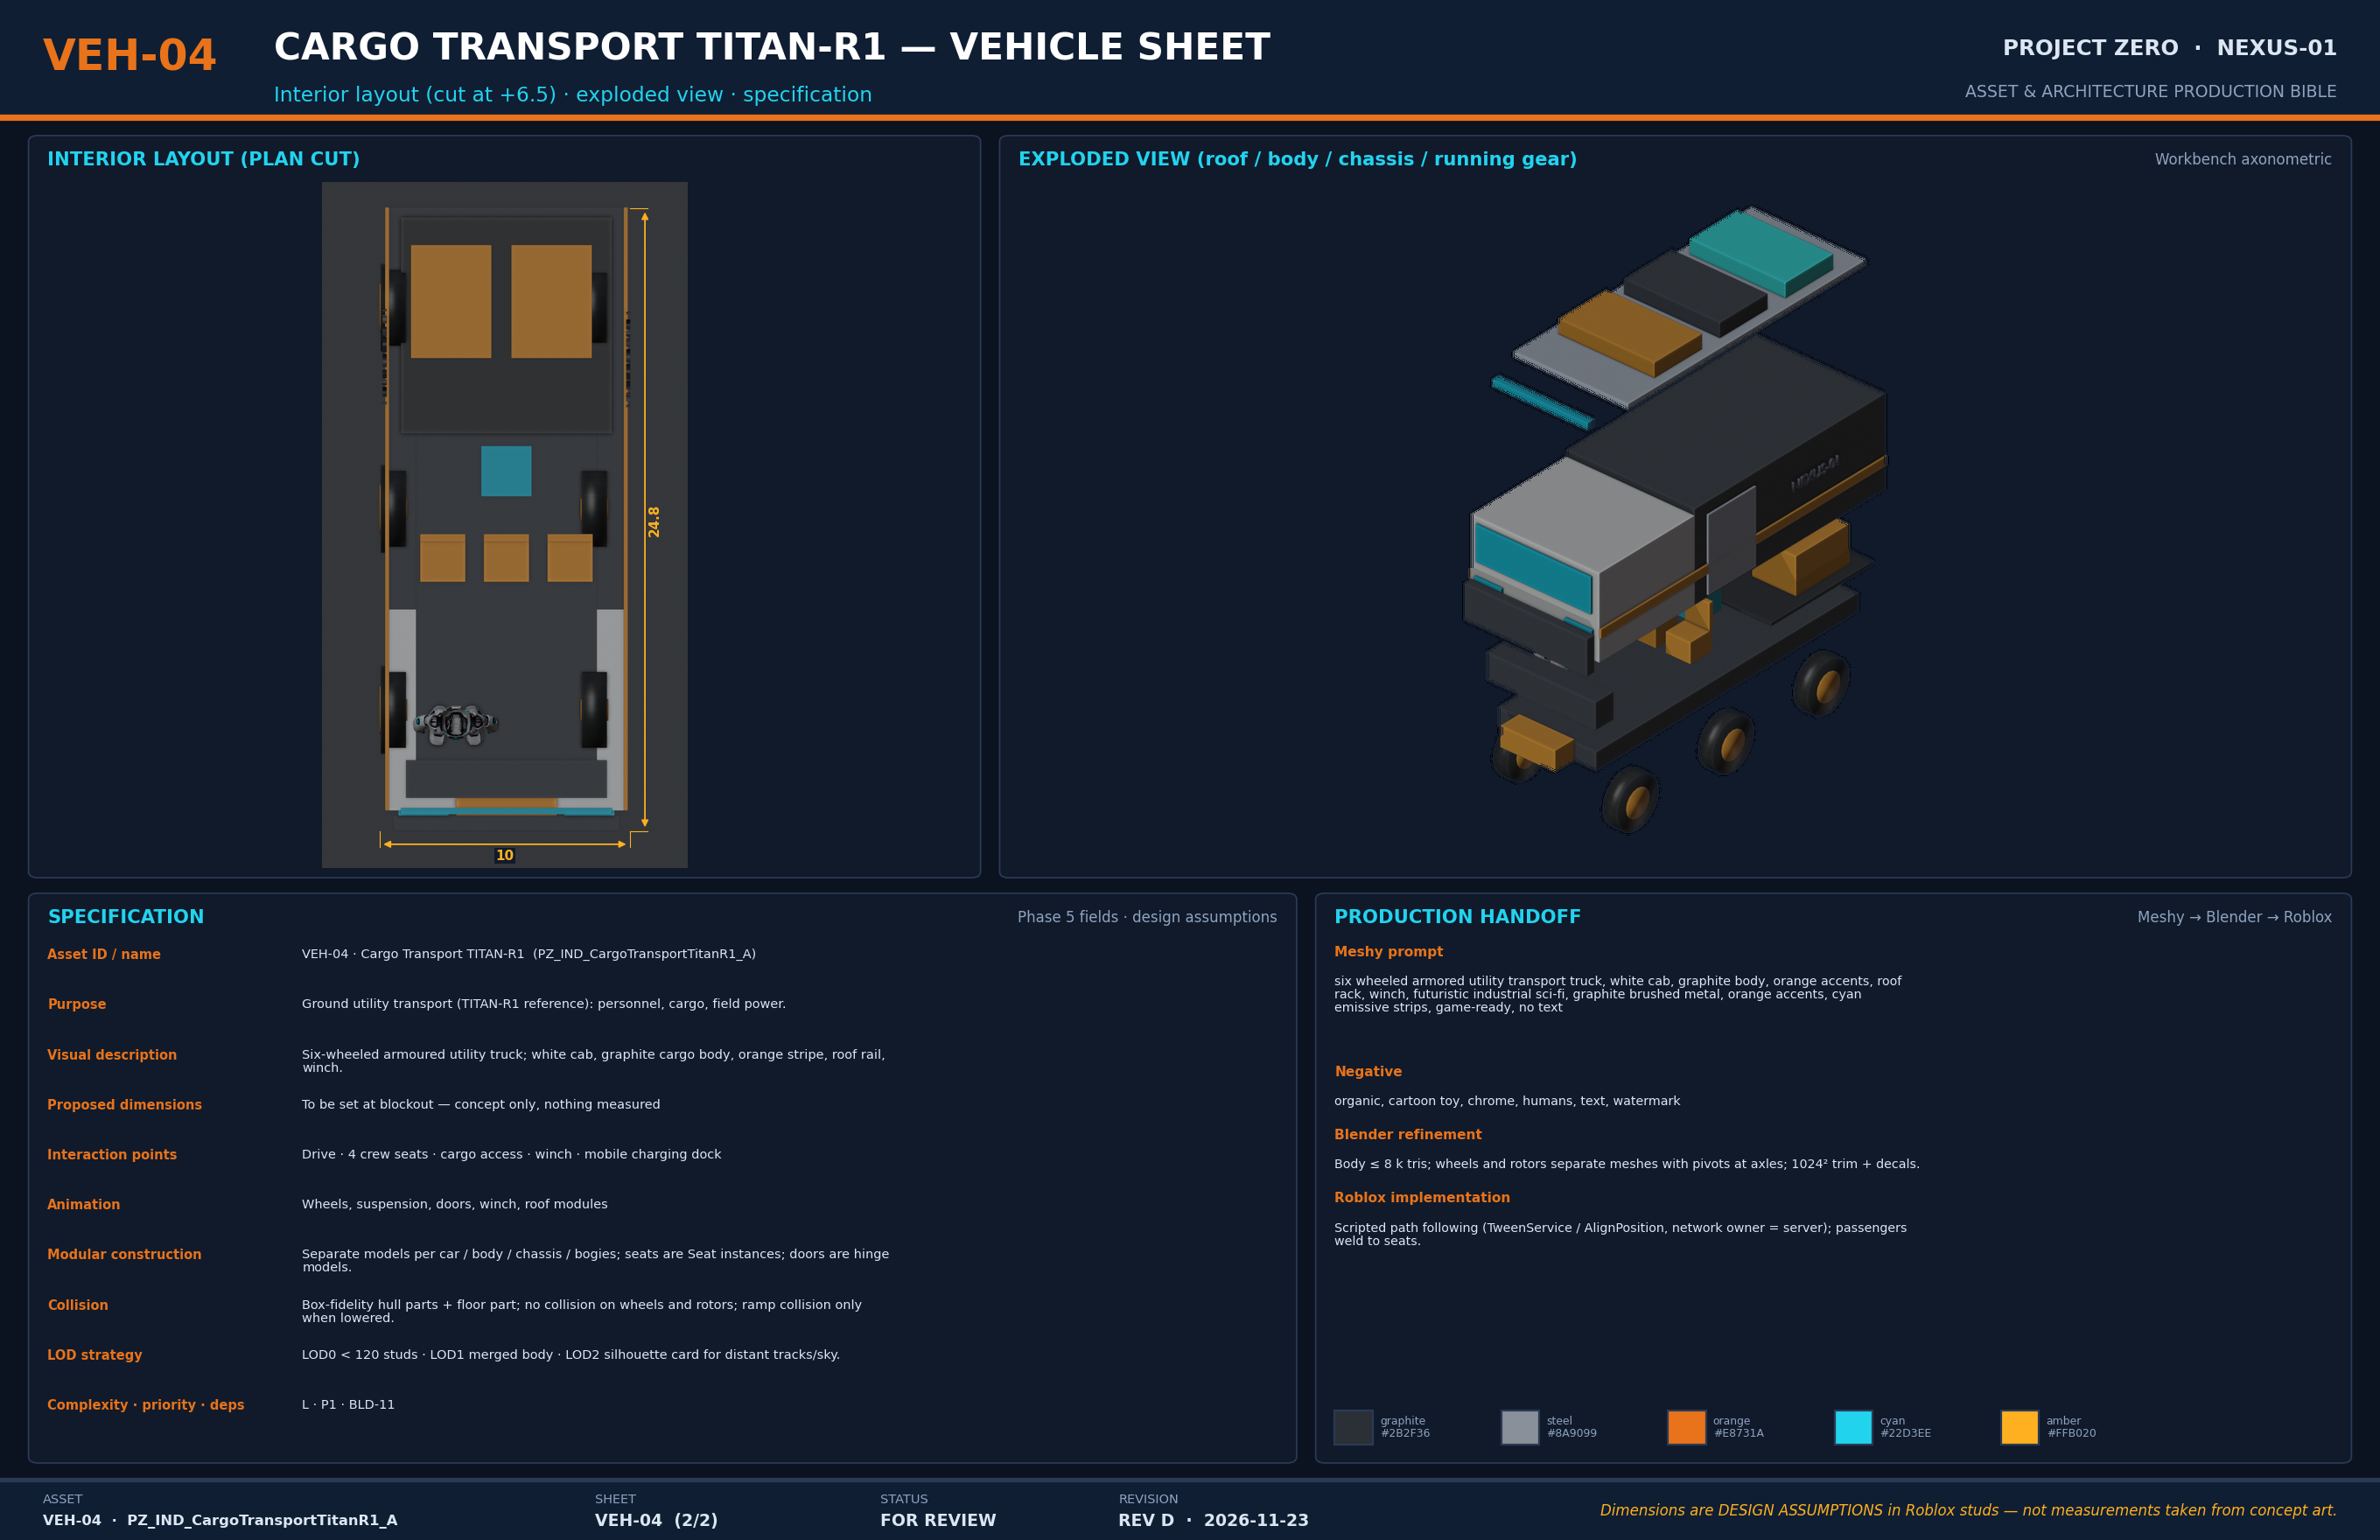 VEH-04
CARGO TRANSPORT TITAN-R1 — VEHICLE SHEET
Interior layout (cut at +6.5) · exploded view · specification
PROJECT ZERO · NEXUS-01
ASSET & ARCHITECTURE PRODUCTION BIBLE
INTERIOR LAYOUT (PLAN CUT)
24.8
10
EXPLODED VIEW (roof / body / chassis / running gear)
Workbench axonometric
NEXUS-01
SPECIFICATION
Phase 5 fields · design assumptions
Asset ID / name
VEH-04 · Cargo Transport TITAN-R1 (PZ_IND_CargoTransportTitanR1_A)
Purpose
Ground utility transport (TITAN-R1 reference): personnel, cargo, field power.
Visual description
Six-wheeled armoured utility truck; white cab, graphite cargo body, orange stripe, roof rail,
winch.
Proposed dimensions
To be set at blockout — concept only, nothing measured
Interaction points
Drive · 4 crew seats · cargo access · winch · mobile charging dock
Animation
Wheels, suspension, doors, winch, roof modules
Modular construction
Separate models per car / body / chassis / bogies; seats are Seat instances; doors are hinge
models.
Collision
Box-fidelity hull parts + floor part; no collision on wheels and rotors; ramp collision only
when lowered.
LOD strategy
LOD0 < 120 studs · LOD1 merged body · LOD2 silhouette card for distant tracks/sky.
Complexity · priority · deps
L · P1 · BLD-11
PRODUCTION HANDOFF
Meshy → Blender → Roblox
Meshy prompt
six wheeled armored utility transport truck, white cab, graphite body, orange accents, roof
rack, winch, futuristic industrial sci-fi, graphite brushed metal, orange accents, cyan
emissive strips, game-ready, no text
Negative
organic, cartoon toy, chrome, humans, text, watermark
Blender refinement
Body ≤ 8 k tris; wheels and rotors separate meshes with pivots at axles; 1024² trim + decals.
Roblox implementation
Scripted path following (TweenService / AlignPosition, network owner = server); passengers
weld to seats.
graphite
#2B2F36
steel
#8A9099
orange
#E8731A
cyan
#22D3EE
amber
#FFB020
ASSET
VEH-04 · PZ_IND_CargoTransportTitanR1_A
SHEET
VEH-04 (2/2)
STATUS
FOR REVIEW
REVISION
REV D · 2026-11-23
Dimensions are DESIGN ASSUMPTIONS in Roblox studs — not measurements taken from concept art.